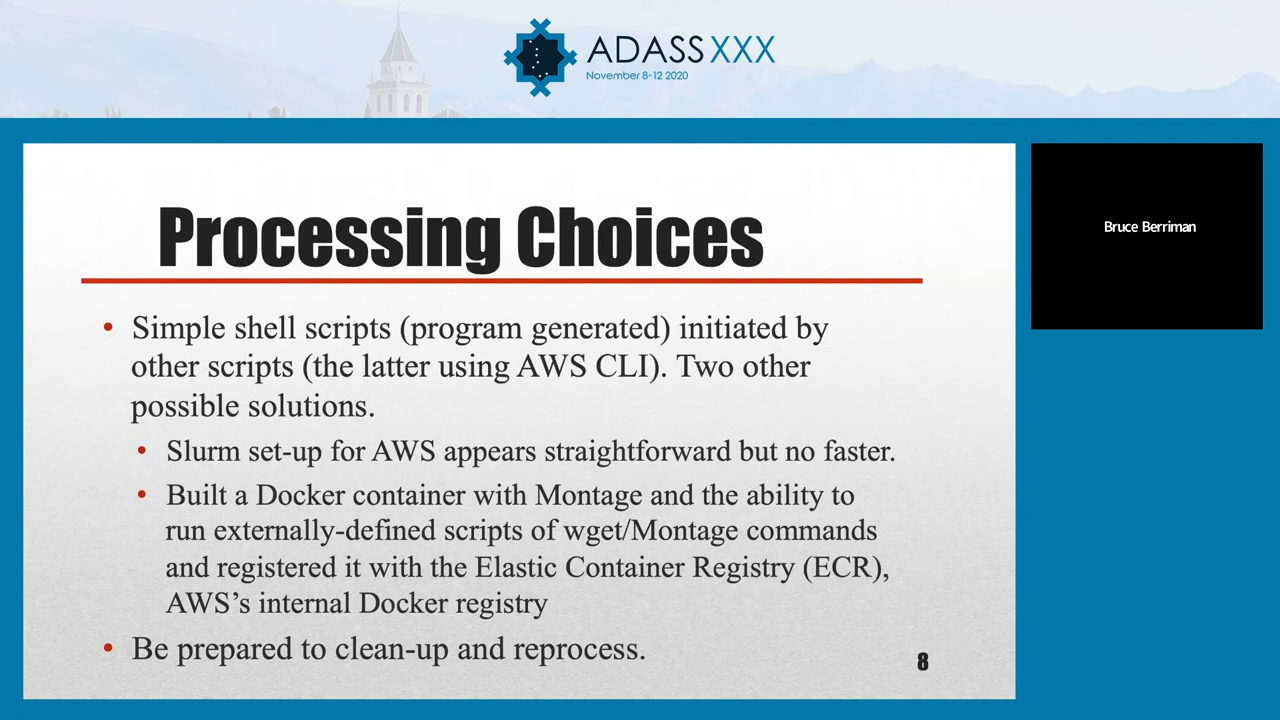 ADASS XXX
November 8-12 2020
Processing Choices
Bruce Berriman
• Simple shell scripts (program generated) initiated by
other scripts (the latter using AWS CLI). Two other
possible solutions.
• Slurm set-up for AWS appears straightforward but no faster.
• Built a Docker container with Montage and the ability to
run externally-defined scripts of wget/Montage commands
and registered it with the Elastic Container Registry (ECR),
AWS’s internal Docker registry
• Be prepared to clean-up and reprocess.
8